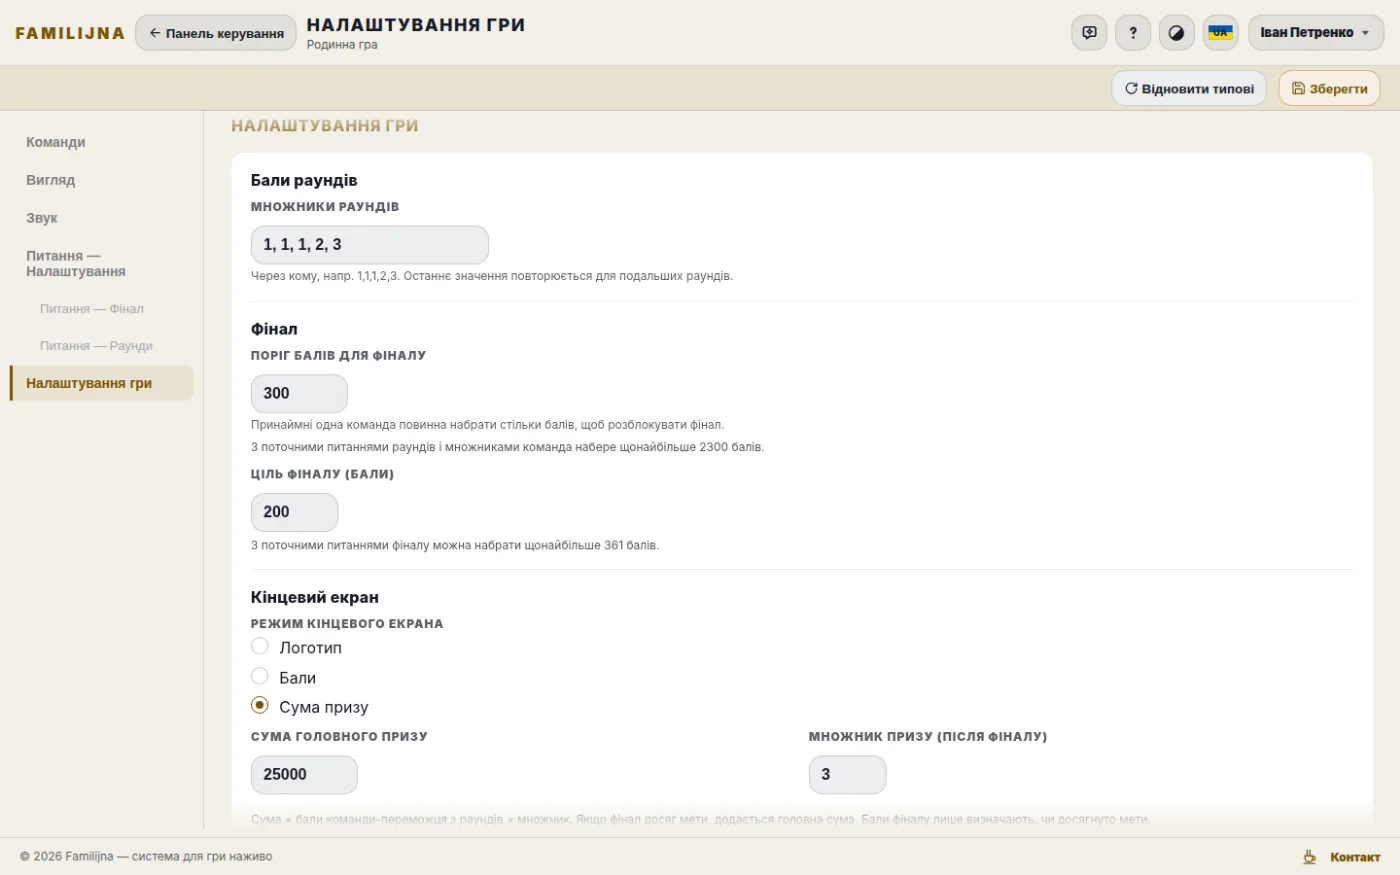 FAMILIJNA
← Панель керування
НАЛАШТУВАННЯ ГРИ
Родинна гра
?
UA
Іван Петренко
Відновити типові
Зберегти
Команди
Вигляд
Звук
Питання —
Налаштування
Питання — Фінал
Питання — Раунди
Налаштування гри
НАЛАШТУВАННЯ ГРИ
Бали раундів
МНОЖНИКИ РАУНДІВ
1, 1, 1, 2, 3
Через кому, напр. 1,1,1,2,3. Останнє значення повторюється для подальших раундів.
Фінал
ПОРІГ БАЛІВ ДЛЯ ФІНАЛУ
300
Принаймні одна команда повинна набрати стільки балів, щоб розблокувати фінал.
З поточними питаннями раундів і множниками команда набере щонайбільше 2300 балів.
ЦІЛЬ ФІНАЛУ (БАЛИ)
200
З поточними питаннями фіналу можна набрати щонайбільше 361 балів.
Кінцевий екран
РЕЖИМ КІНЦЕВОГО ЕКРАНА
Логотип
Бали
Сума призу
СУМА ГОЛОВНОГО ПРИЗУ
МНОЖНИК ПРИЗУ (ПІСЛЯ ФІНАЛУ)
25000
3
Сума = бали команди-переможця з раундів × множник. Якщо фінал досяг мети, додається головна сума. Бали фіналу лише визначають, чи досягнуто мети.
© 2026 Familijna — система для гри наживо
Контакт